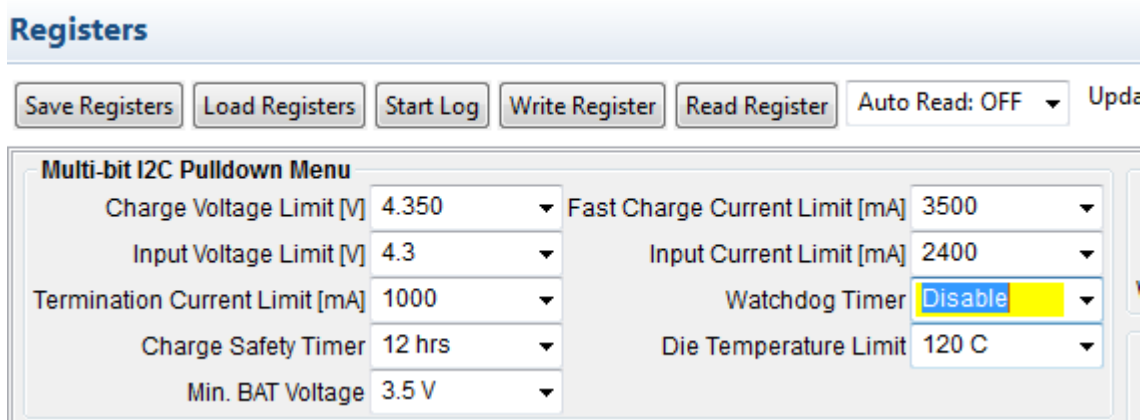 Registers
Save Registers Load Registers Start Log Write Register Read Register Auto Read: OFF Upda
Multi-bit I2C Pulldown Menu
Charge Voltage Limit [V] 4.350 Fast Charge Current Limit [mA] 3500
Input Voltage Limit [V] 4.3 Input Current Limit [mA] 2400
Termination Current Limit [mA] 1000 Watchdog Timer Disable
Charge Safety Timer 12 hrs Die Temperature Limit 120 C
Min. BAT Voltage 3.5 V